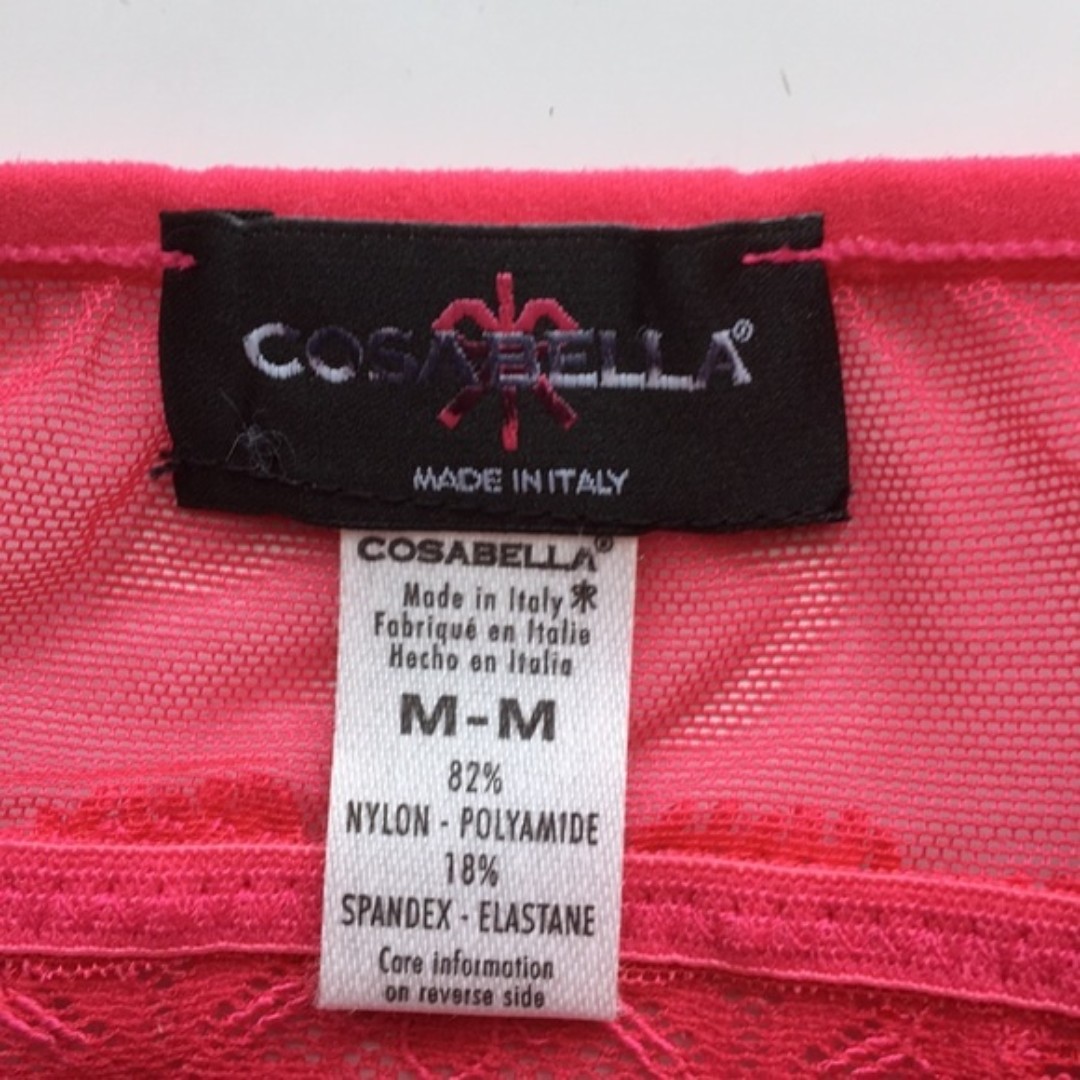 COSABELLA®
MADE IN ITALY
COSABELLA®
Made in Italy
Fabriqué en Italie
Hecho en Italia
M-M
82%
NYLON - POLYAMIDE
18%
SPANDEX - ELASTANE
Care information
on reverse side